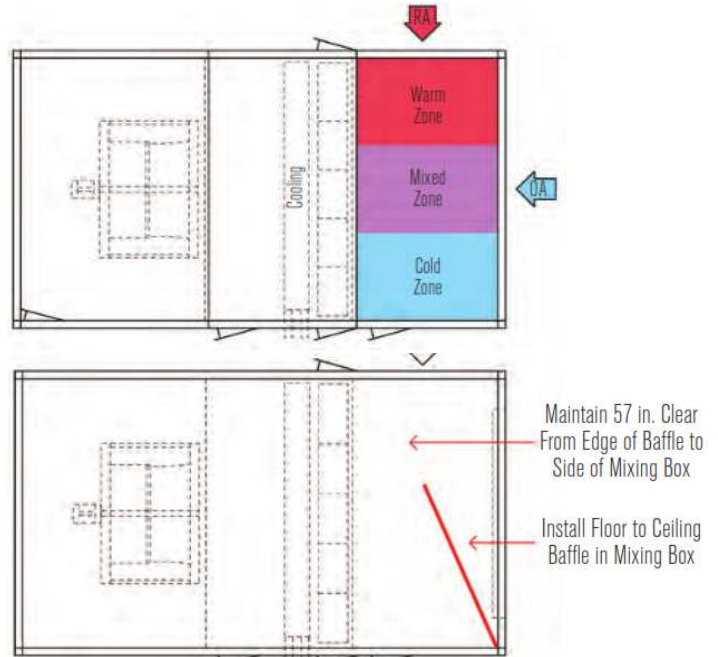 RA
Warm
Zone
Cooling
Mixed
Zone
OA
Cold
Zone
Maintain 57 in. Clear
From Edge of Baffle to
Side of Mixing Box
Install Floor to Ceiling
Baffle in Mixing Box